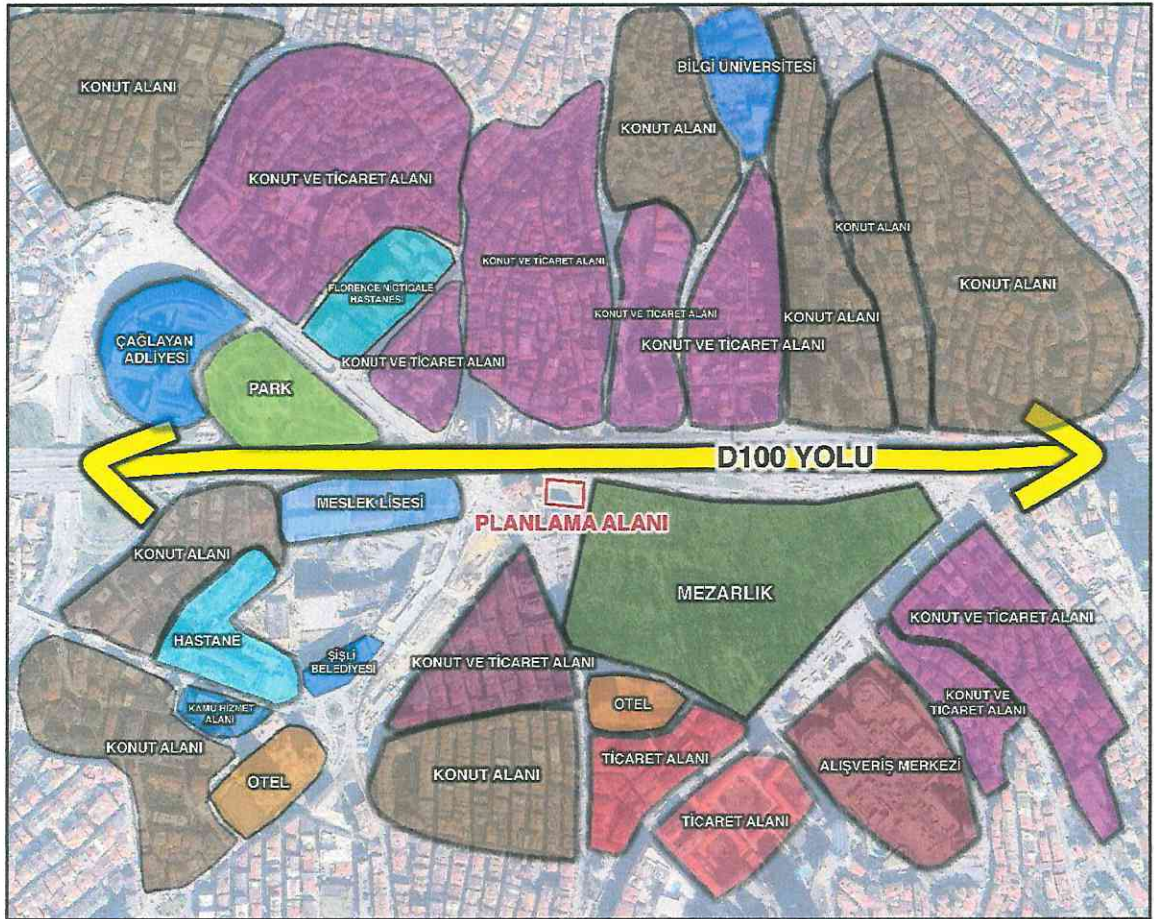 KONUT ALANI
BİLGİ ÜNİVERSİTESİ
KONUT ALANI
KONUT VE TİCARET ALANI
KONUT ALANI
KONUT VE TİCARET ALANI
KONUT ALANI
FLORENCE NIGTIGALE
HASTANESİ
KONUT VE TİCARET ALANI
KONUT ALANI
ÇAĞLAYAN
ADLİYESİ
KONUT VE TİCARET ALANI
KONUT VE TİCARET ALANI
PARK
D100 YOLU
MESLEK LİSESİ
PLANLAMA ALANI
KONUT ALANI
MEZARLIK
HASTANE
KONUT VE TİCARET ALANI
ŞİŞLİ
BELEDİYESİ
KONUT VE TİCARET ALANI
KONUT VE
TİCARET ALANI
OTEL
KAMU HİZMET
ALANI
KONUT ALANI
TİCARET ALANI
ALIŞVERİŞ MERKEZİ
KONUT ALANI
OTEL
TİCARET ALANI